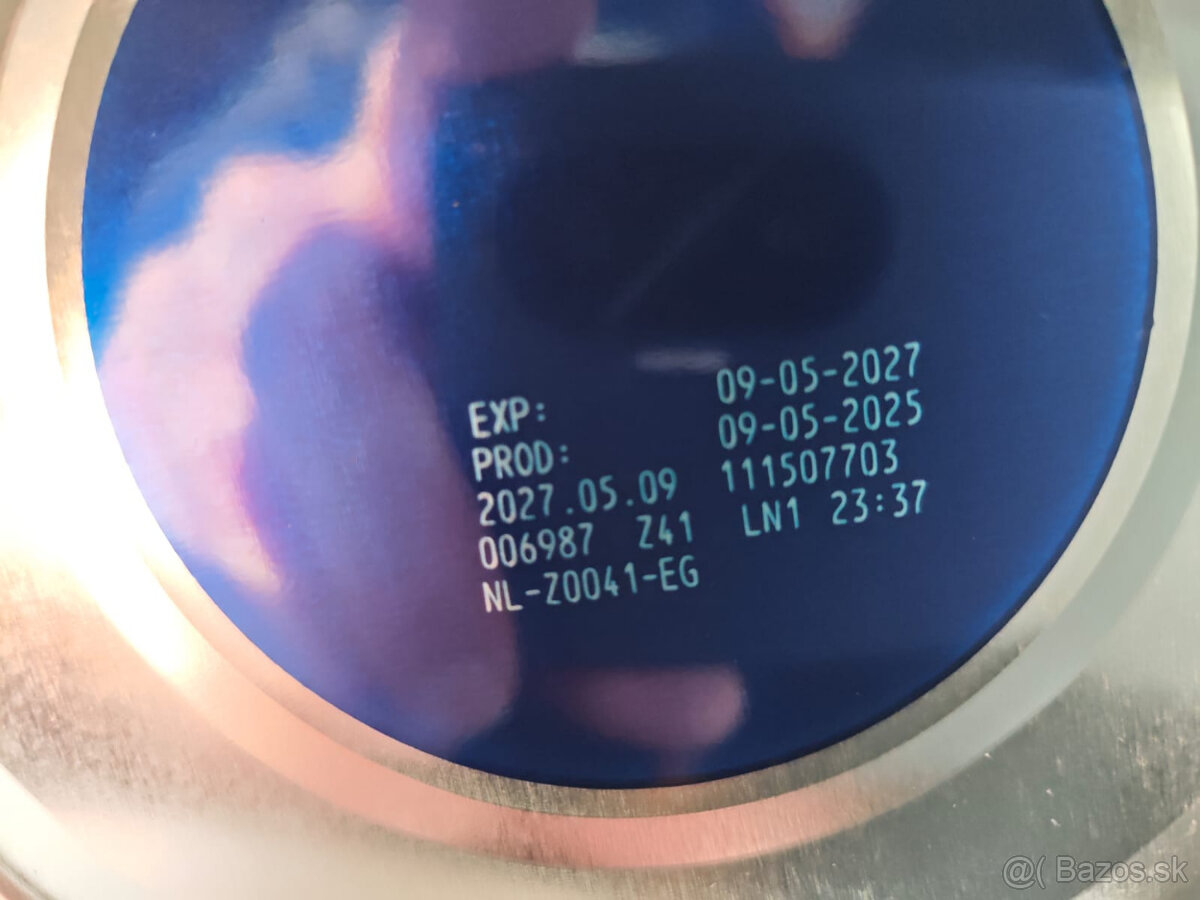 EXP: 09-05-2027
PROD: 09-05-2025
2027.05.09 111507703
006987 Z41 LN1 23:37
NL-Z0041-EG
@( Bazos.sk